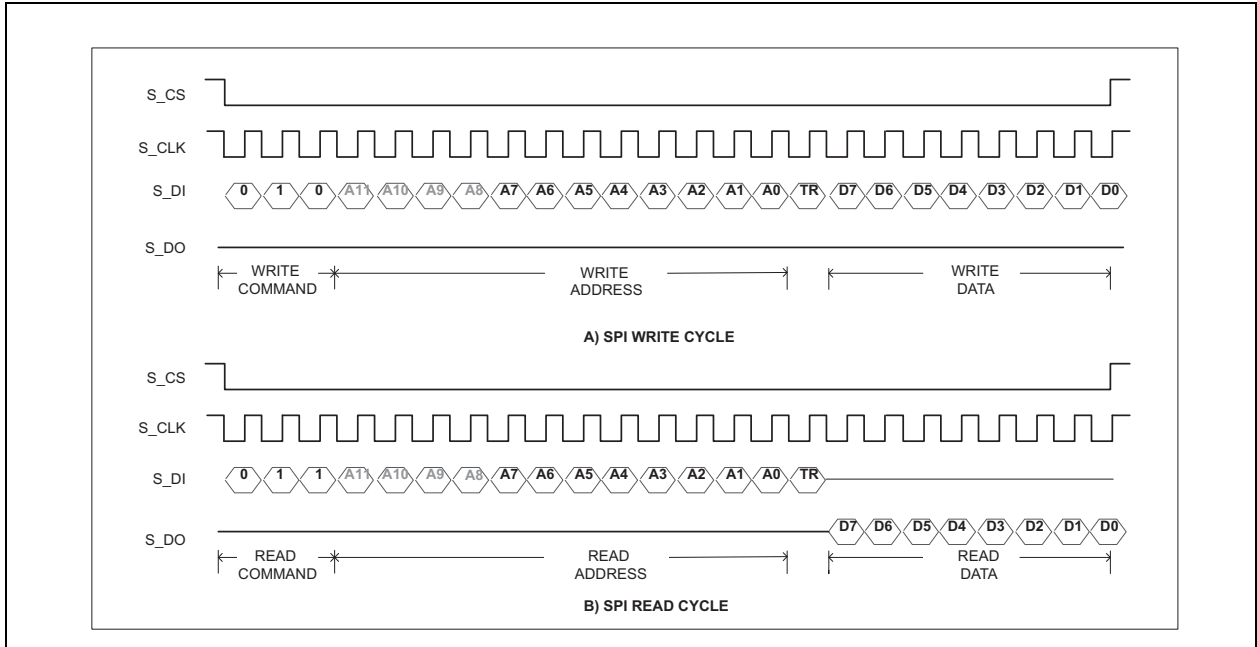 S_CS
S_CLK
S_DI 0 1 0 A11 A10 A9 A8 A7 A6 A5 A4 A3 A2 A1 A0 TR D7 D6 D5 D4 D3 D2 D1 D0
S_DO
WRITE COMMAND WRITE ADDRESS WRITE DATA
A) SPI WRITE CYCLE
S_CS
S_CLK
S_DI 0 1 1 A11 A10 A9 A8 A7 A6 A5 A4 A3 A2 A1 A0 TR
S_DO D7 D6 D5 D4 D3 D2 D1 D0
READ COMMAND READ ADDRESS READ DATA
B) SPI READ CYCLE